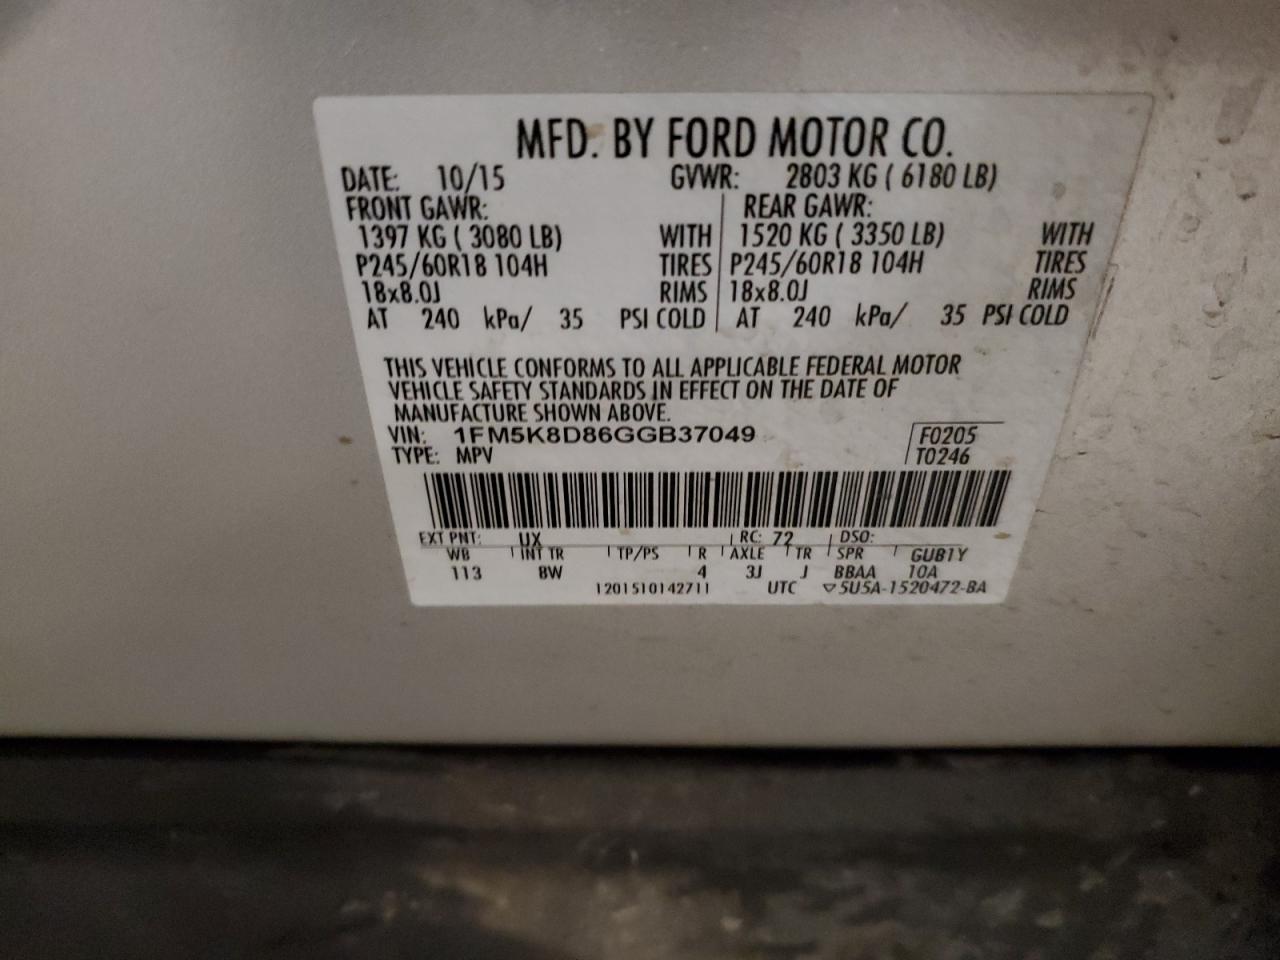 MFD. BY FORD MOTOR CO.
DATE: 10/15 GVWR: 2803 KG ( 6180 LB)
FRONT GAWR: REAR GAWR:
1397 KG ( 3080 LB) WITH 1520 KG ( 3350 LB) WITH
P245/60R18 104H TIRES P245/60R18 104H TIRES
18x8.0J RIMS 18x8.0J RIMS
AT 240 kPa/ 35 PSI COLD AT 240 kPa/ 35 PSI COLD
THIS VEHICLE CONFORMS TO ALL APPLICABLE FEDERAL MOTOR
VEHICLE SAFETY STANDARDS IN EFFECT ON THE DATE OF
MANUFACTURE SHOWN ABOVE.
VIN: 1FM5K8D86GGB37049 F0205
TYPE: MPV T0246
EXT PNT: UX RC: 72 DSO:
WB INT TR TP/PS R AXLE TR SPR GUB1Y
113 8W 4 3J J BBAA 10A
1201510142711 UTC ▽5U5A-1520472-BA